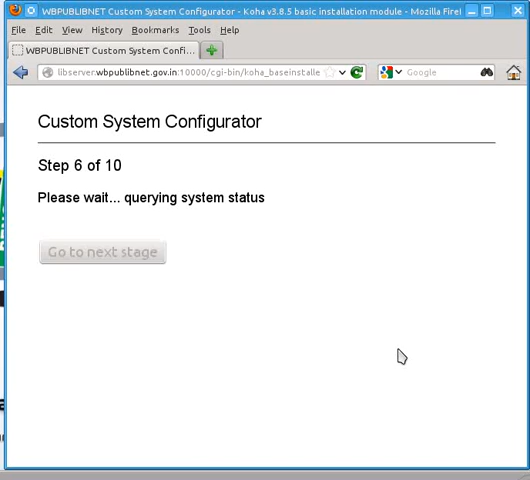 WBPUBLIBNET Custom System Configurator - Koha v3.8.5 basic installation module - Mozilla Firef
File Edit View History Bookmarks Tools Help
WBPUBLIBNET Custom System Confi...
libserver.wbpublibnet.gov.in:10000/cgi-bin/koha_baseinstalle
Google
Custom System Configurator
Step 6 of 10
Please wait... querying system status
Go to next stage